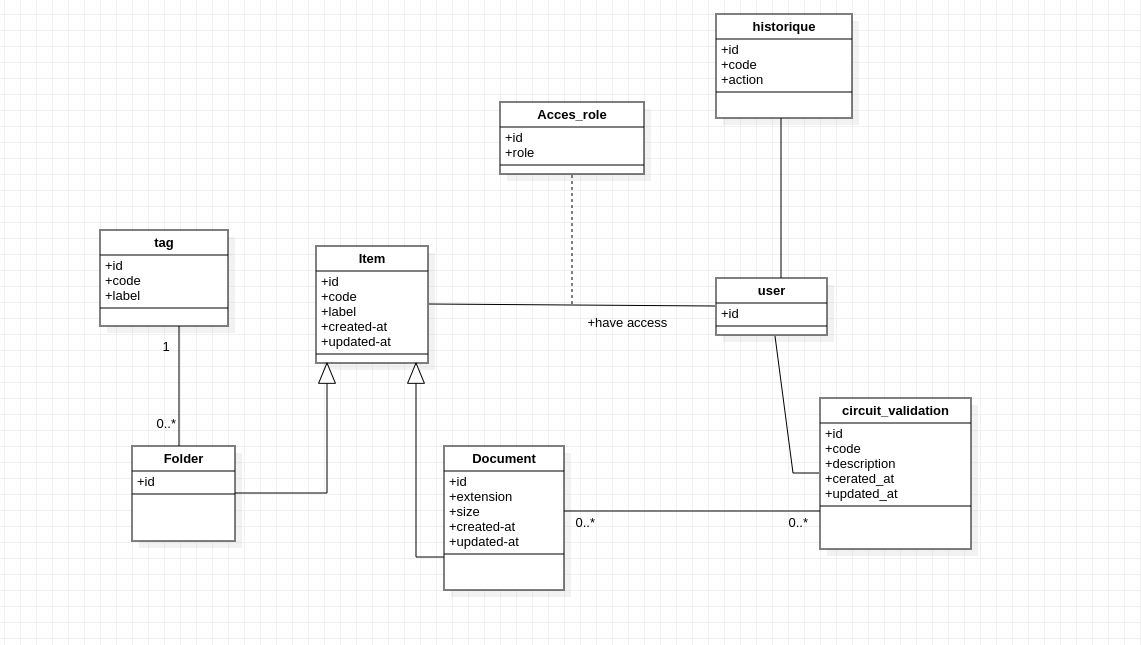 historique
+id
+code
+action
Acces_role
+id
+role
tag
+id
+code
+label
Item
+id
+code
+label
+created-at
+updated-at
user
+id
+have access
1
0..*
circuit_validation
+id
+code
+description
+cerated_at
+updated_at
Folder
+id
Document
+id
+extension
+size
+created-at
+updated-at
0..*
0..*